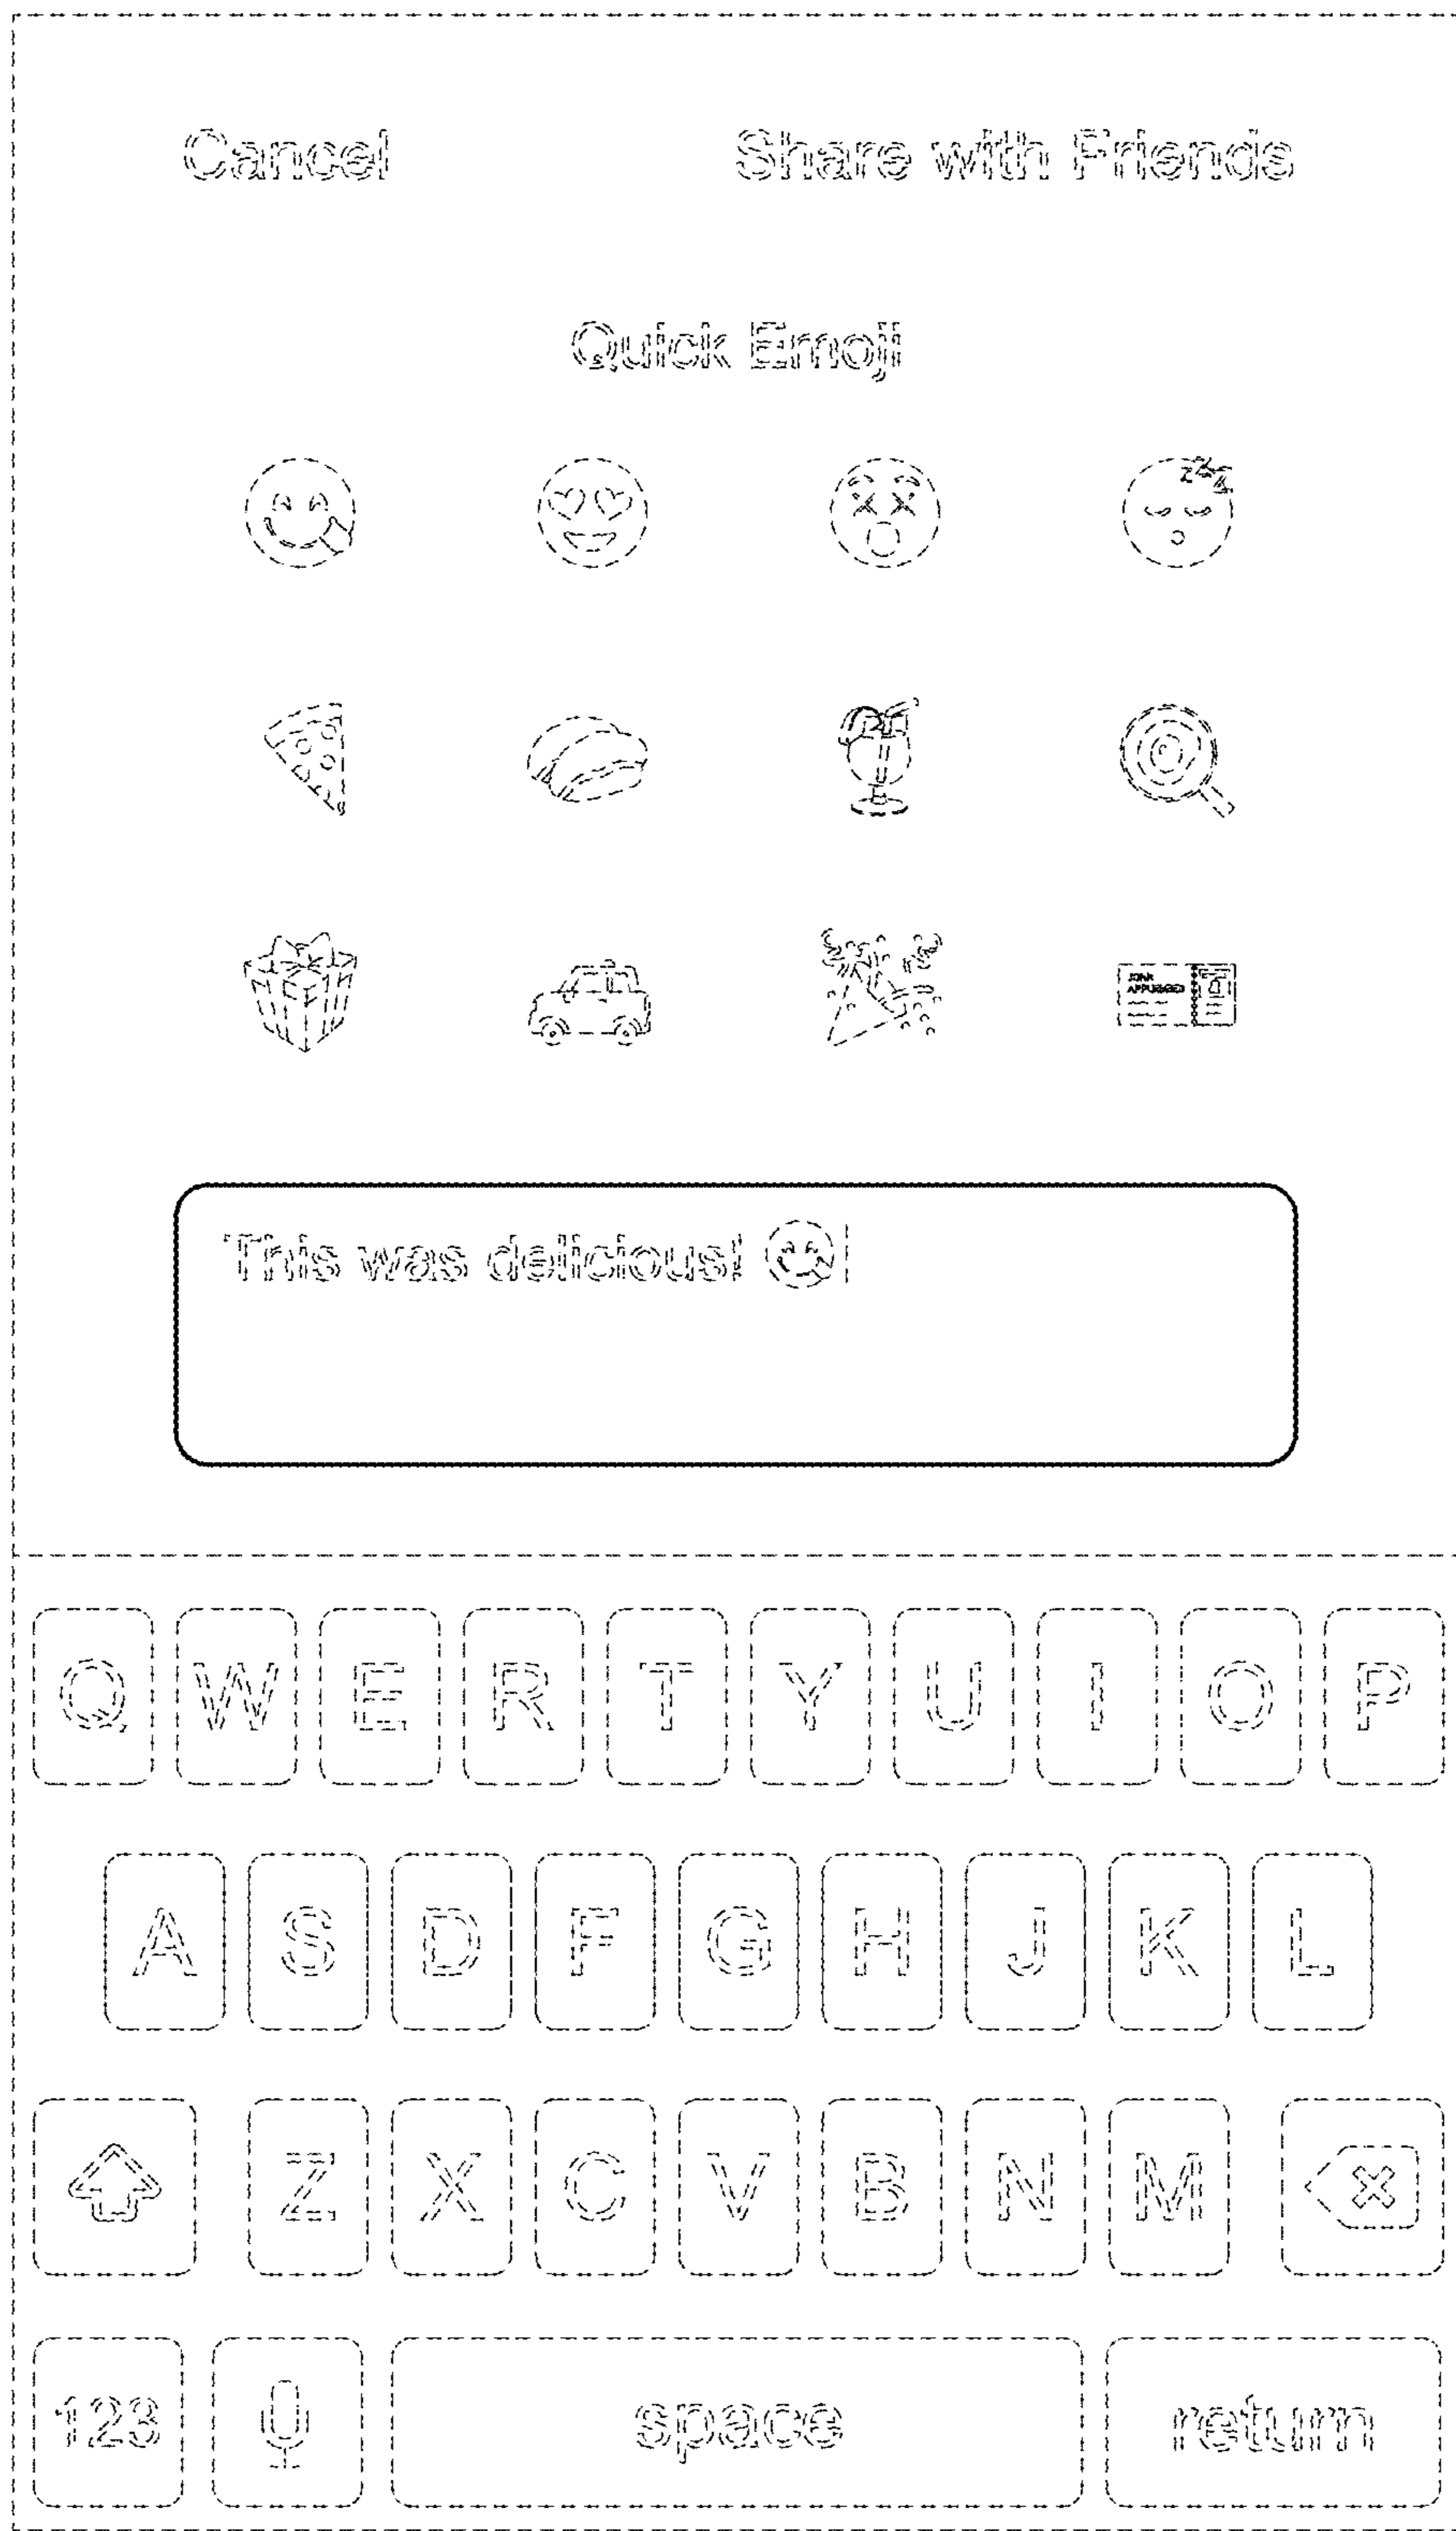 Cancel Share with Friends
Quick Emoji
This was delicious! 😋
Q W E R T Y U I O P
A S D F G H J K L
Z X C V B N M
123 space return